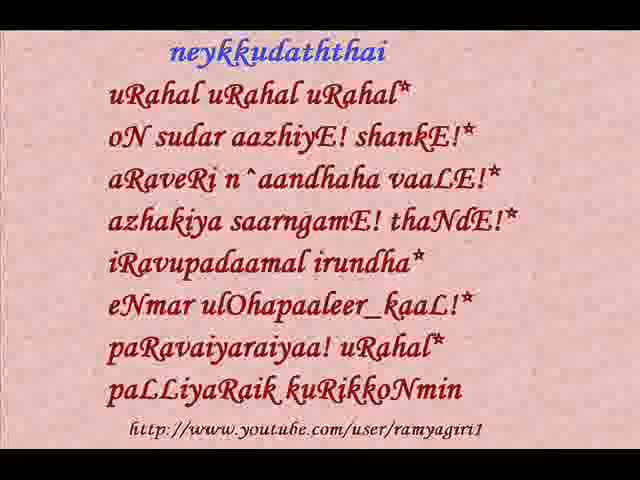 neykkudaththai
uRahal uRahal uRahal*
oN sudar aazhiyE! shankE!*
aRaveRi n^aandhaha vaaLE!*
azhakiya saarngamE! thaNdE!*
iRavupadaamal irundha*
eNmar ulOhapaaleer_kaaL!*
paRavaiyaraiyaa! uRahal*
paLLiyaRaik kuRikkoNmin
http://www.youtube.com/user/ramyagiri1